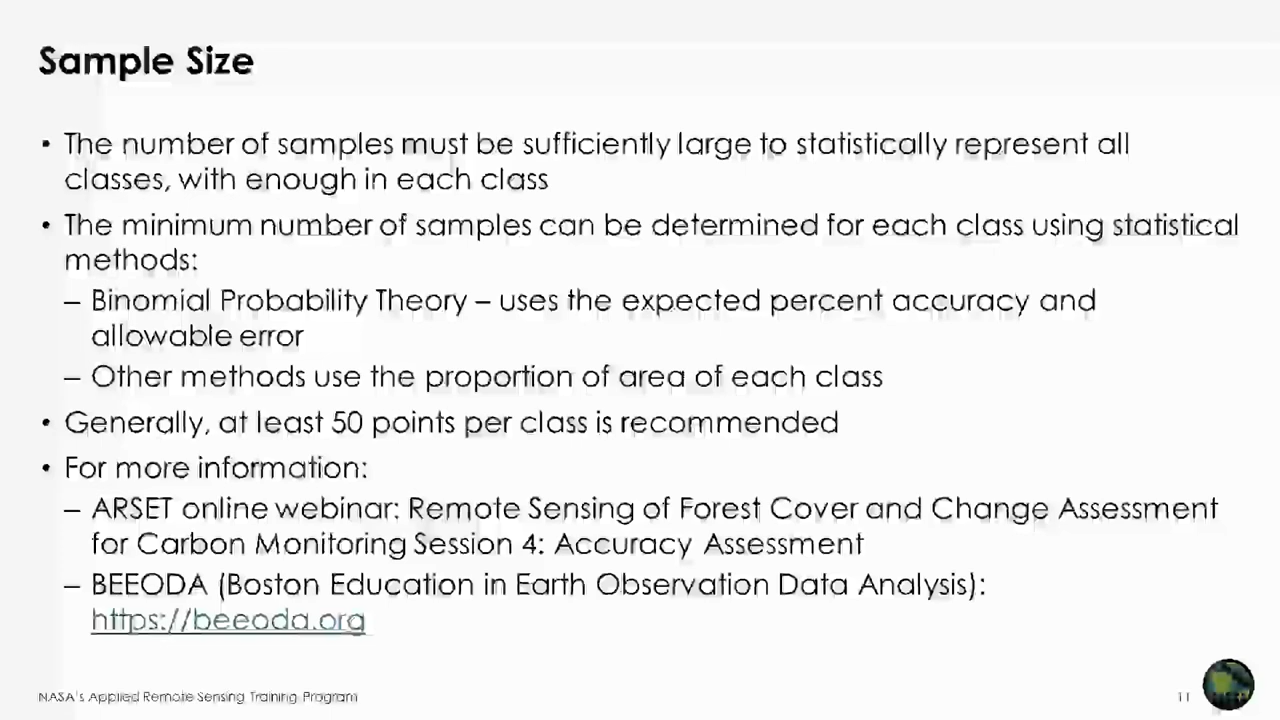 Sample Size
• The number of samples must be sufficiently large to statistically represent all
classes, with enough in each class
• The minimum number of samples can be determined for each class using statistical
methods:
– Binomial Probability Theory – uses the expected percent accuracy and
allowable error
– Other methods use the proportion of area of each class
• Generally, at least 50 points per class is recommended
• For more information:
– ARSET online webinar: Remote Sensing of Forest Cover and Change Assessment
for Carbon Monitoring Session 4: Accuracy Assessment
– BEEODA (Boston Education in Earth Observation Data Analysis):
https://beeoda.org
NASA's Applied Remote Sensing Training Program
11